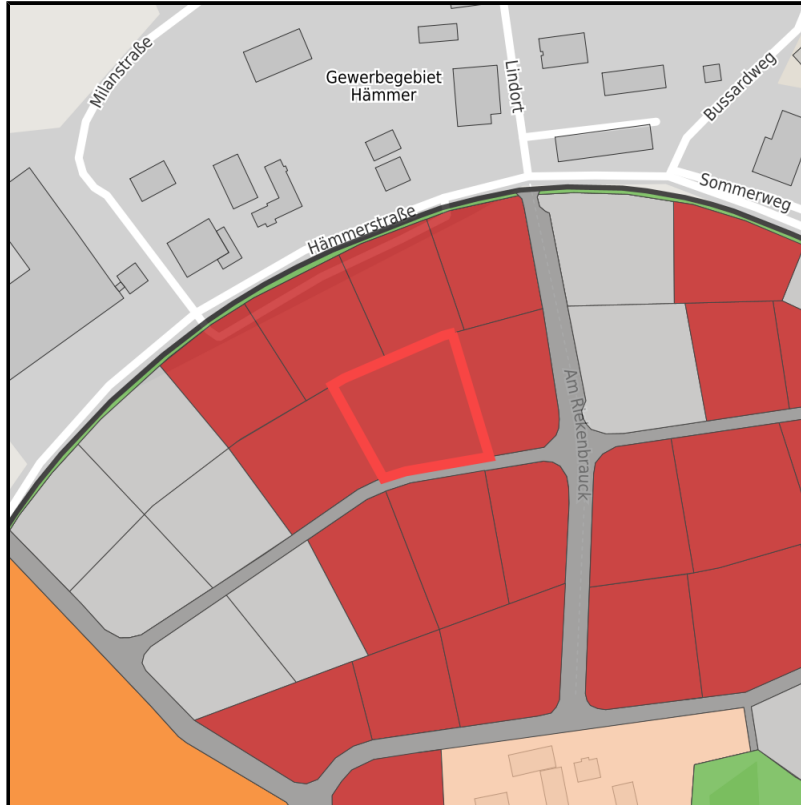 Milanstraße
Gewerbegebiet
Hämmer
Lindort
Bussardweg
Sommerweg
Hämmerstraße
Am Riekenbrauck